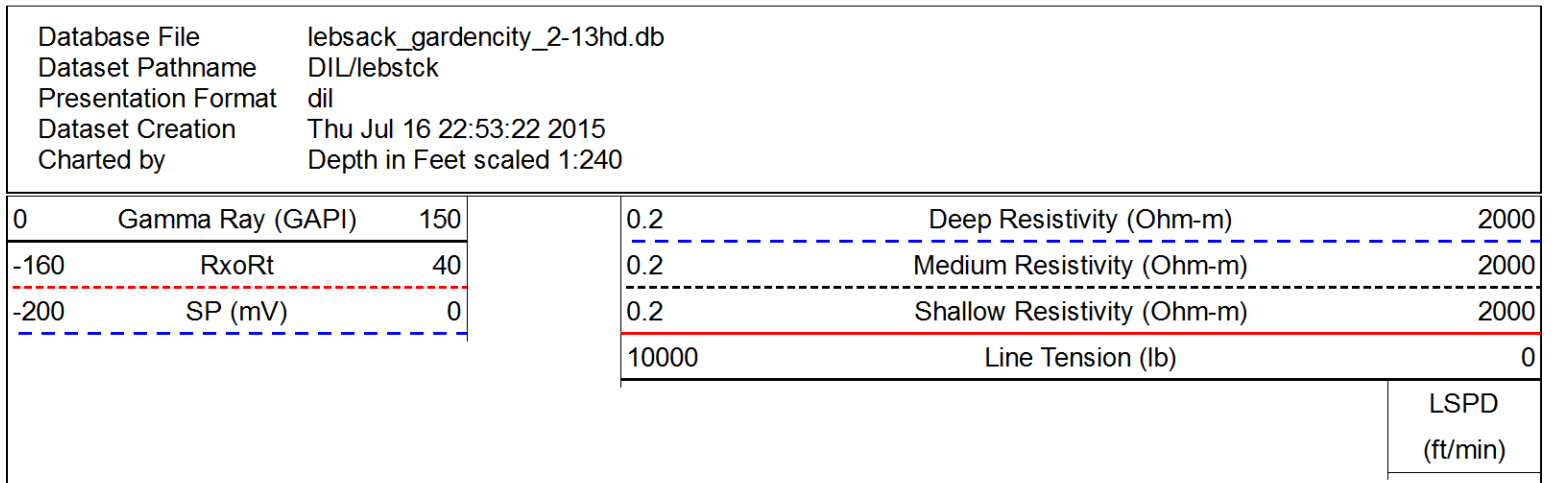 Database File lebsack_gardencity_2-13hd.db
Dataset Pathname DIL/lebstck
Presentation Format dil
Dataset Creation Thu Jul 16 22:53:22 2015
Charted by Depth in Feet scaled 1:240
0 Gamma Ray (GAPI) 150
-160 RxoRt 40
-200 SP (mV) 0
0.2 Deep Resistivity (Ohm-m) 2000
0.2 Medium Resistivity (Ohm-m) 2000
0.2 Shallow Resistivity (Ohm-m) 2000
10000 Line Tension (lb) 0
LSPD
(ft/min)